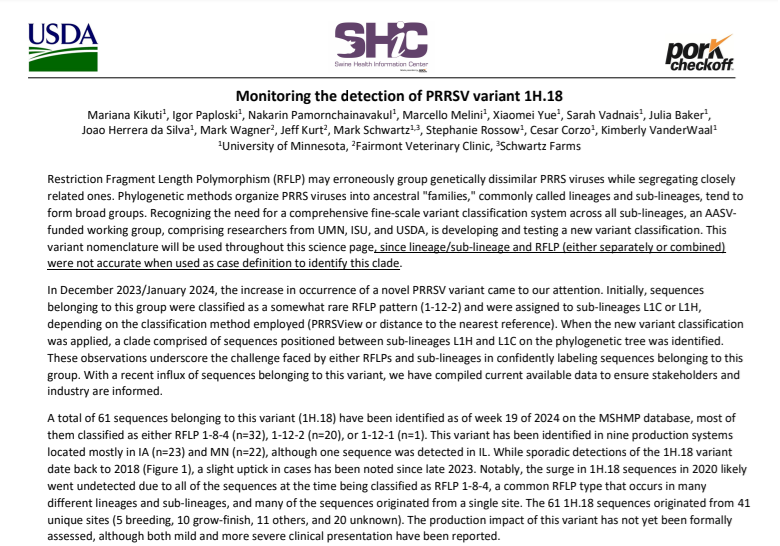 USDA
SHiC
Swine Health Information Center
pork
checkoff
Monitoring the detection of PRRSV variant 1H.18
Mariana Kikuti¹, Igor Paploski¹, Nakarin Pamornchainavakul¹, Marcello Melini¹, Xiaomei Yue¹, Sarah Vadnais¹, Julia Baker¹,
Joao Herrera da Silva¹, Mark Wagner², Jeff Kurt², Mark Schwartz¹,³, Stephanie Rossow¹, Cesar Corzo¹, Kimberly VanderWaal¹
¹University of Minnesota, ²Fairmont Veterinary Clinic, ³Schwartz Farms
Restriction Fragment Length Polymorphism (RFLP) may erroneously group genetically dissimilar PRRS viruses while segregating closely
related ones. Phylogenetic methods organize PRRS viruses into ancestral "families," commonly called lineages and sub-lineages, tend to
form broad groups. Recognizing the need for a comprehensive fine-scale variant classification system across all sub-lineages, an AASV-
funded working group, comprising researchers from UMN, ISU, and USDA, is developing and testing a new variant classification. This
variant nomenclature will be used throughout this science page, since lineage/sub-lineage and RFLP (either separately or combined)
were not accurate when used as case definition to identify this clade.
In December 2023/January 2024, the increase in occurrence of a novel PRRSV variant came to our attention. Initially, sequences
belonging to this group were classified as a somewhat rare RFLP pattern (1-12-2) and were assigned to sub-lineages L1C or L1H,
depending on the classification method employed (PRRSView or distance to the nearest reference). When the new variant classification
was applied, a clade comprised of sequences positioned between sub-lineages L1H and L1C on the phylogenetic tree was identified.
These observations underscore the challenge faced by either RFLPs and sub-lineages in confidently labeling sequences belonging to this
group. With a recent influx of sequences belonging to this variant, we have compiled current available data to ensure stakeholders and
industry are informed.
A total of 61 sequences belonging to this variant (1H.18) have been identified as of week 19 of 2024 on the MSHMP database, most of
them classified as either RFLP 1-8-4 (n=32), 1-12-2 (n=20), or 1-12-1 (n=1). This variant has been identified in nine production systems
located mostly in IA (n=23) and MN (n=22), although one sequence was detected in IL. While sporadic detections of the 1H.18 variant
date back to 2018 (Figure 1), a slight uptick in cases has been noted since late 2023. Notably, the surge in 1H.18 sequences in 2020 likely
went undetected due to all of the sequences at the time being classified as RFLP 1-8-4, a common RFLP type that occurs in many
different lineages and sub-lineages, and many of the sequences originated from a single site. The 61 1H.18 sequences originated from 41
unique sites (5 breeding, 10 grow-finish, 11 others, and 20 unknown). The production impact of this variant has not yet been formally
assessed, although both mild and more severe clinical presentation have been reported.